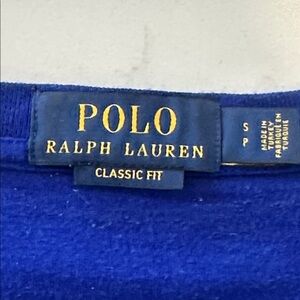 POLO
RALPH LAUREN
CLASSIC FIT
S
P
MADE IN
TURKEY
FABRIQUÉ EN
TURQUIE